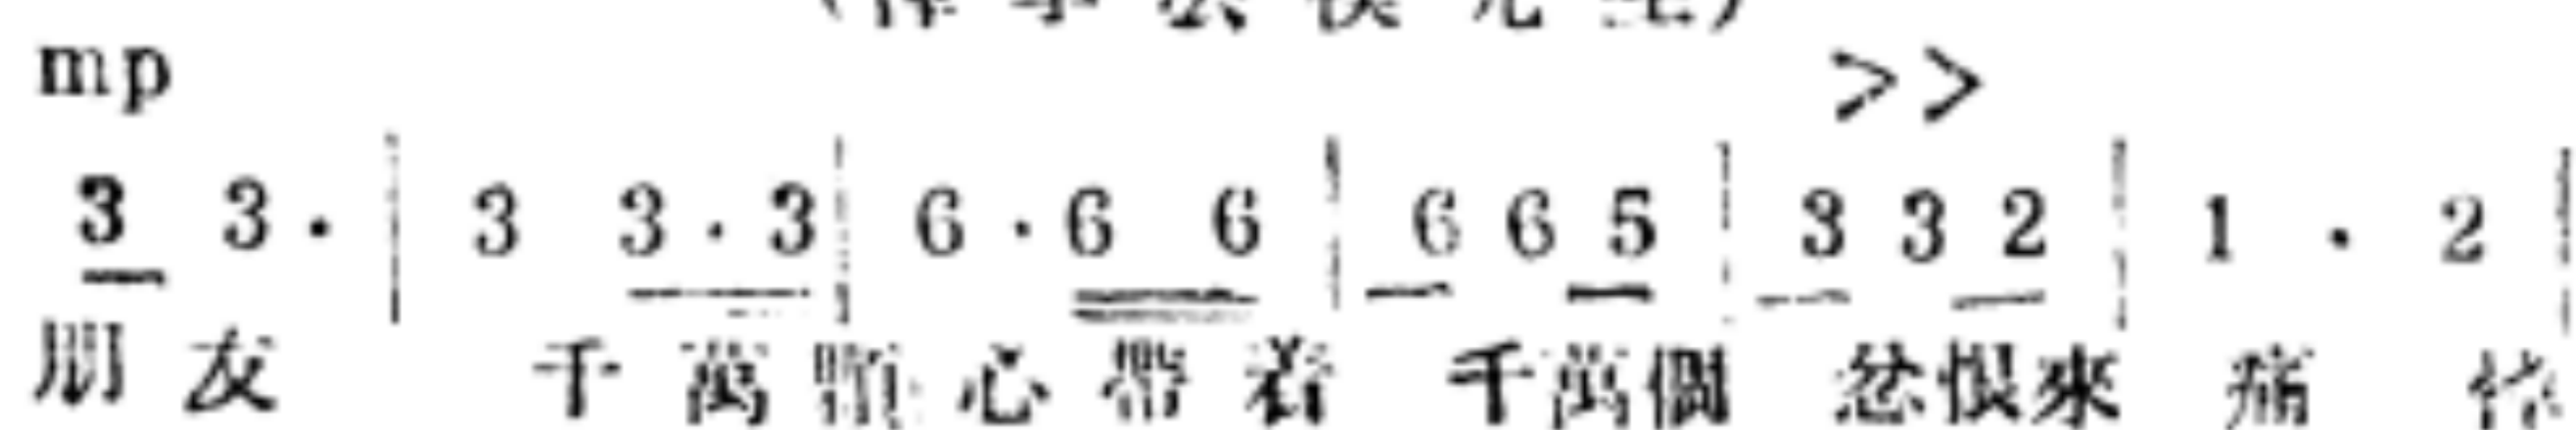 mp >>
3 3. | 3 3.3 | 6.6 6 | 6 6 5 | 3 3 2 | 1 . 2 |
朋友 千萬顆心帶着 千萬個 忿恨來 痛